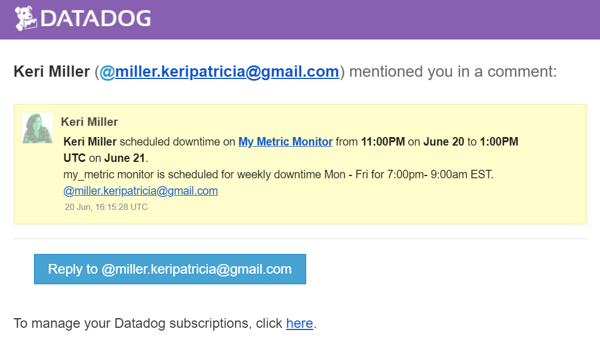 DATADOG
Keri Miller (@miller.keripatricia@gmail.com) mentioned you in a comment:
Keri Miller
Keri Miller scheduled downtime on My Metric Monitor from 11:00PM on June 20 to 1:00PM
UTC on June 21.
my_metric monitor is scheduled for weekly downtime Mon - Fri for 7:00pm- 9:00am EST.
@miller.keripatricia@gmail.com
20 Jun, 16:15:28 UTC
Reply to @miller.keripatricia@gmail.com
To manage your Datadog subscriptions, click here.